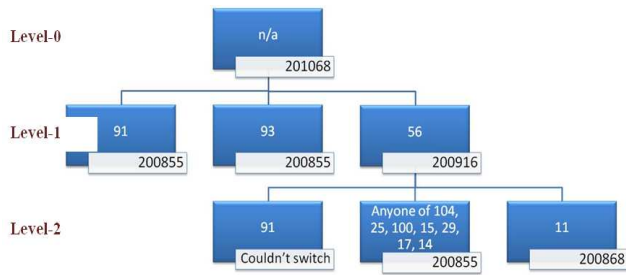 Level-0
n/a
201068
Level-1
91
93
56
200855
200855
200916
Level-2
91
Anyone of 104,
25, 100, 15, 29,
17, 14
11
Couldn't switch
200855
200868